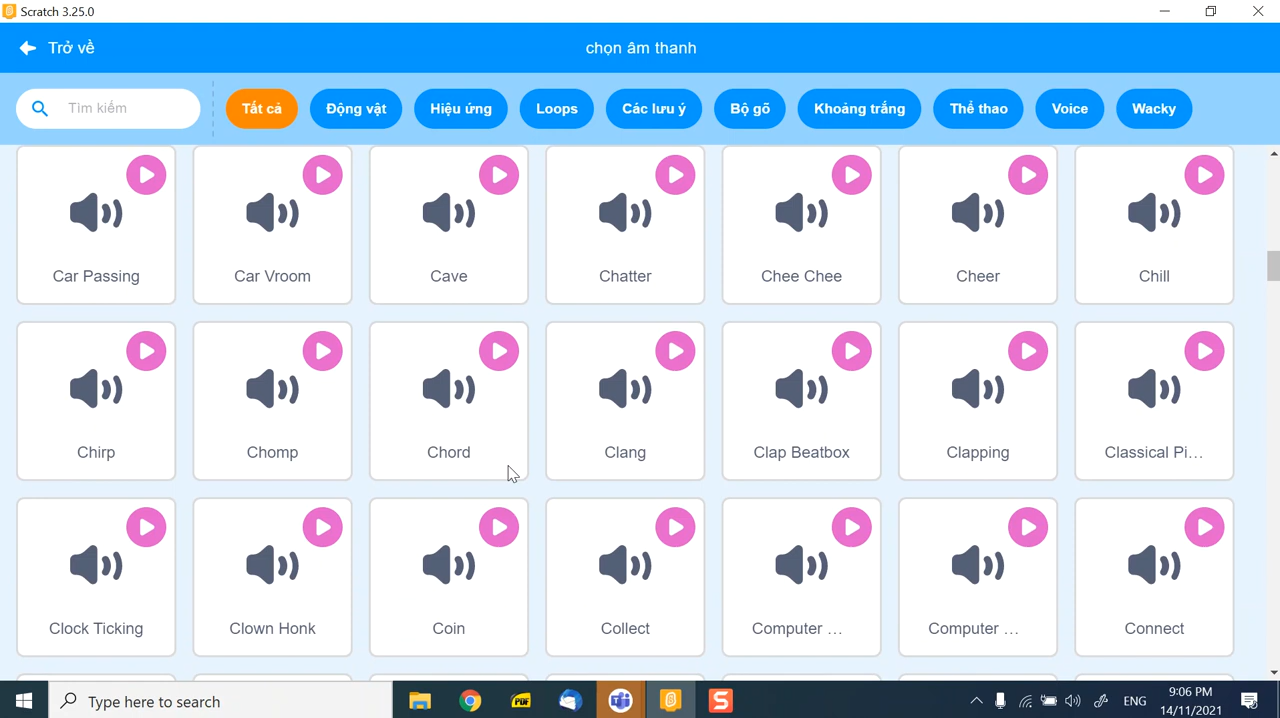 Scratch 3.25.0
Trở về
chọn âm thanh
Tìm kiếm
Tất cả
Động vật
Hiệu ứng
Loops
Các lưu ý
Bộ gõ
Khoảng trắng
Thể thao
Voice
Wacky
Car Passing
Car Vroom
Cave
Chatter
Chee Chee
Cheer
Chill
Chirp
Chomp
Chord
Clang
Clap Beatbox
Clapping
Classical Pi...
Clock Ticking
Clown Honk
Coin
Collect
Computer ...
Computer ...
Connect
Type here to search
PDF
ENG
9:06 PM
14/11/2021